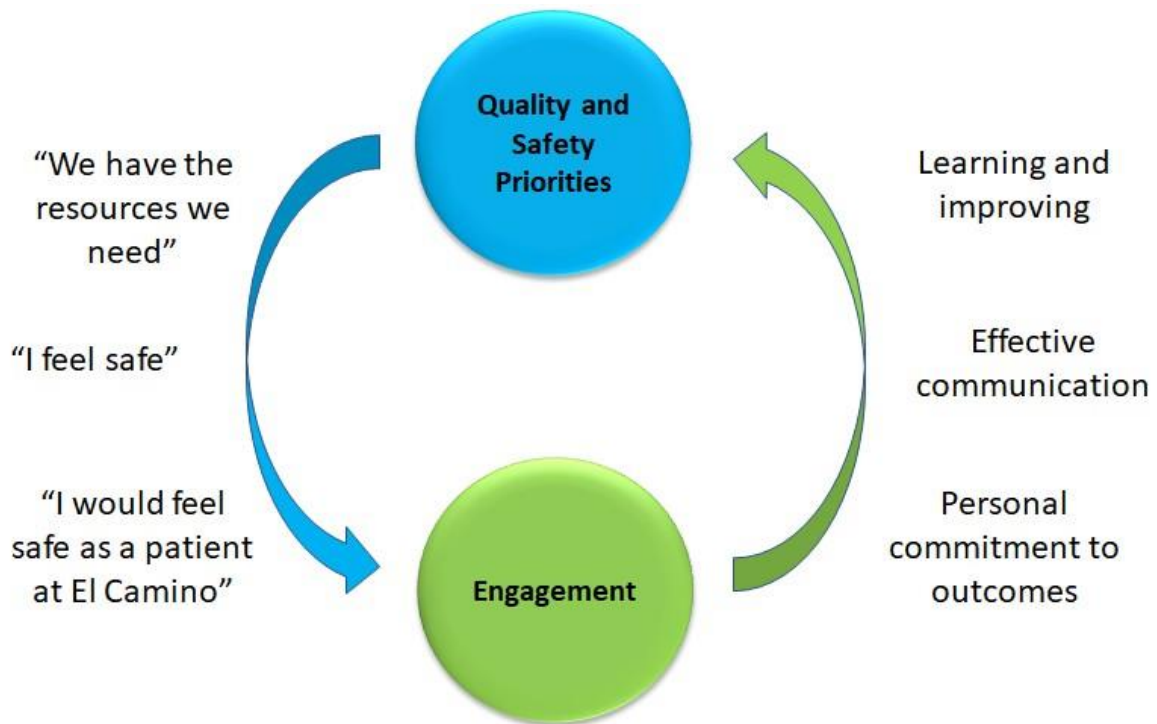 Quality and
Safety
Priorities
“We have the
resources we
need”
“I feel safe”
“I would feel
safe as a patient
at El Camino”
Learning and
improving
Effective
communication
Personal
commitment to
outcomes
Engagement